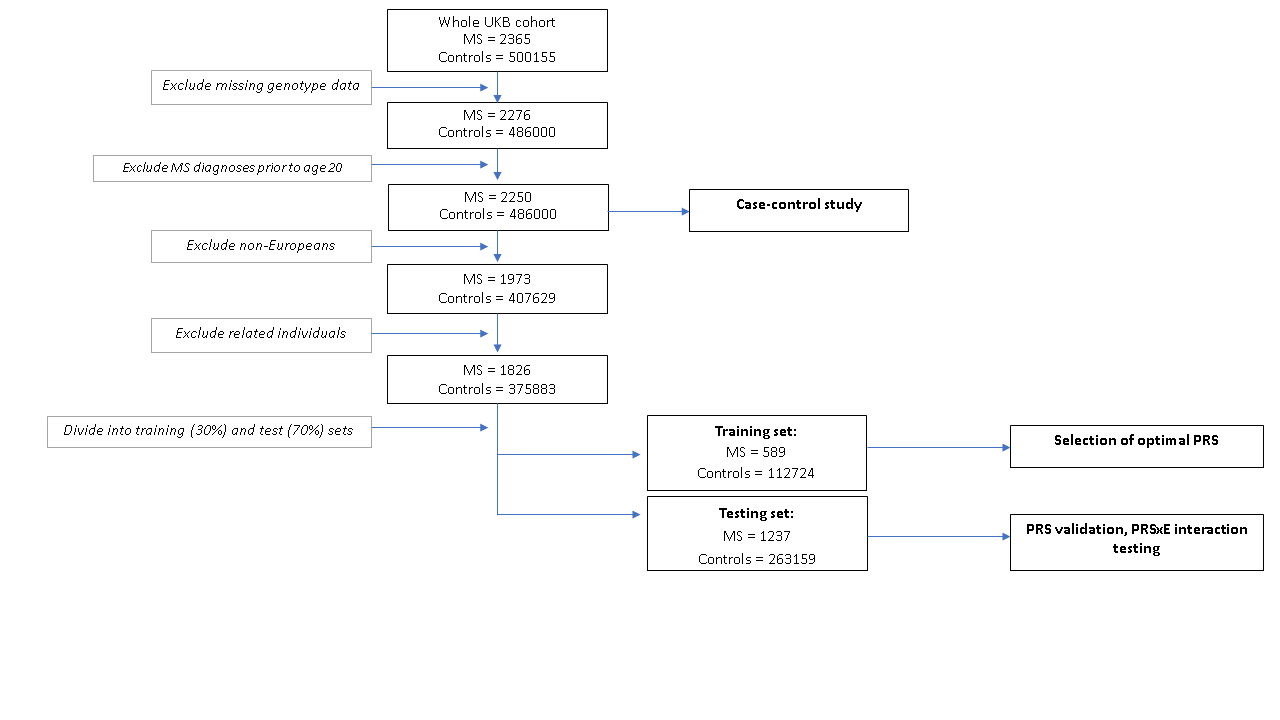 Whole UKB cohort
MS = 2365
Controls = 500155
Exclude missing genotype data
MS = 2276
Controls = 486000
Exclude MS diagnoses prior to age 20
MS = 2250
Controls = 486000
Case-control study
Exclude non-Europeans
MS = 1973
Controls = 407629
Exclude related individuals
MS = 1826
Controls = 375883
Divide into training (30%) and test (70%) sets
Training set:
MS = 589
Controls = 112724
Selection of optimal PRS
Testing set:
MS = 1237
Controls = 263159
PRS validation, PRSxE interaction
testing